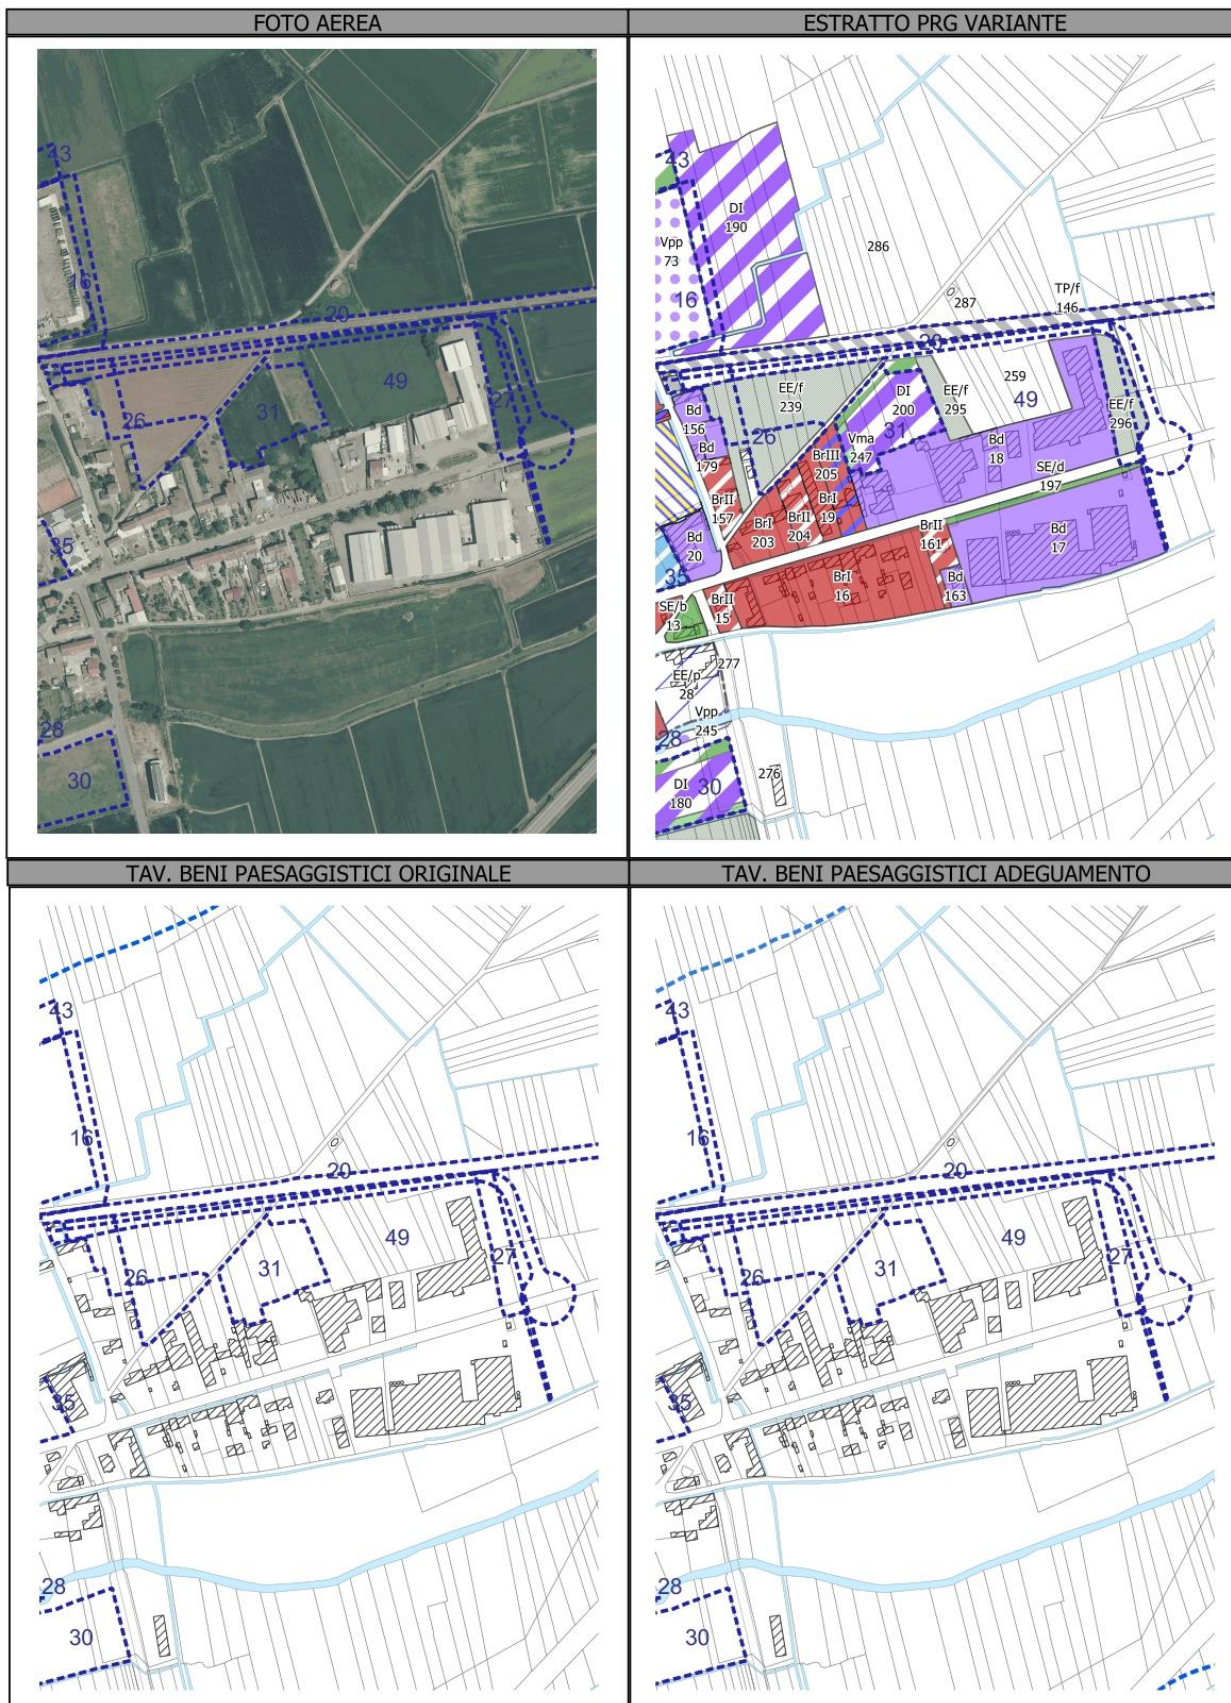 FOTO AEREA
ESTRATTO PRG VARIANTE
43
16
20
49
26
31
27
35
28
30
43
DI
190
Vpp
73
16
286
287
TP/f
146
20
EE/f
239
26
DI
200
31
EE/f
295
259
49
EE/f
296
Bd
156
Bd
179
BrII
157
BrIII
205
Vma
247
Bd
18
SE/d
197
BrI
203
BrII
204
BrI
19
Bd
20
35
BrII
161
Bd
17
BrI
16
Bd
163
SE/b
13
BrII
15
277
EE/p
28
Vpp
245
28
276
DI
180
30
TAV. BENI PAESAGGISTICI ORIGINALE
TAV. BENI PAESAGGISTICI ADEGUAMENTO
43
16
20
49
31
26
27
35
28
30
43
16
20
49
31
26
27
35
28
30